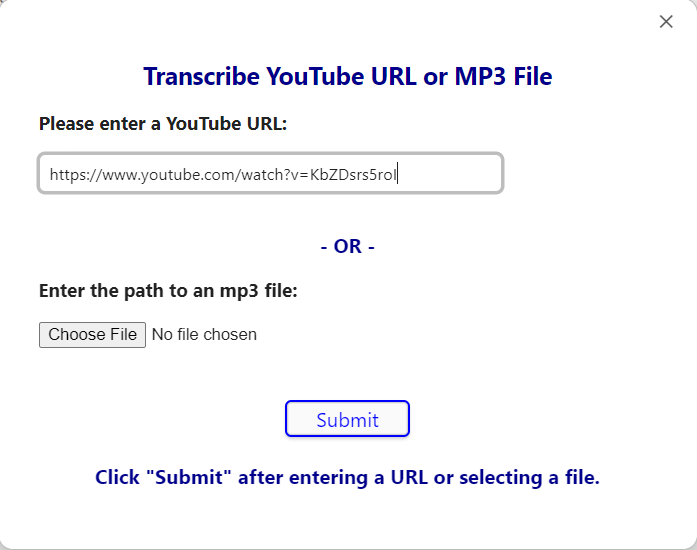 Transcribe YouTube URL or MP3 File
Please enter a YouTube URL:
https://www.youtube.com/watch?v=KbZDsrs5roI
- OR -
Enter the path to an mp3 file:
Choose File No file chosen
Submit
Click "Submit" after entering a URL or selecting a file.